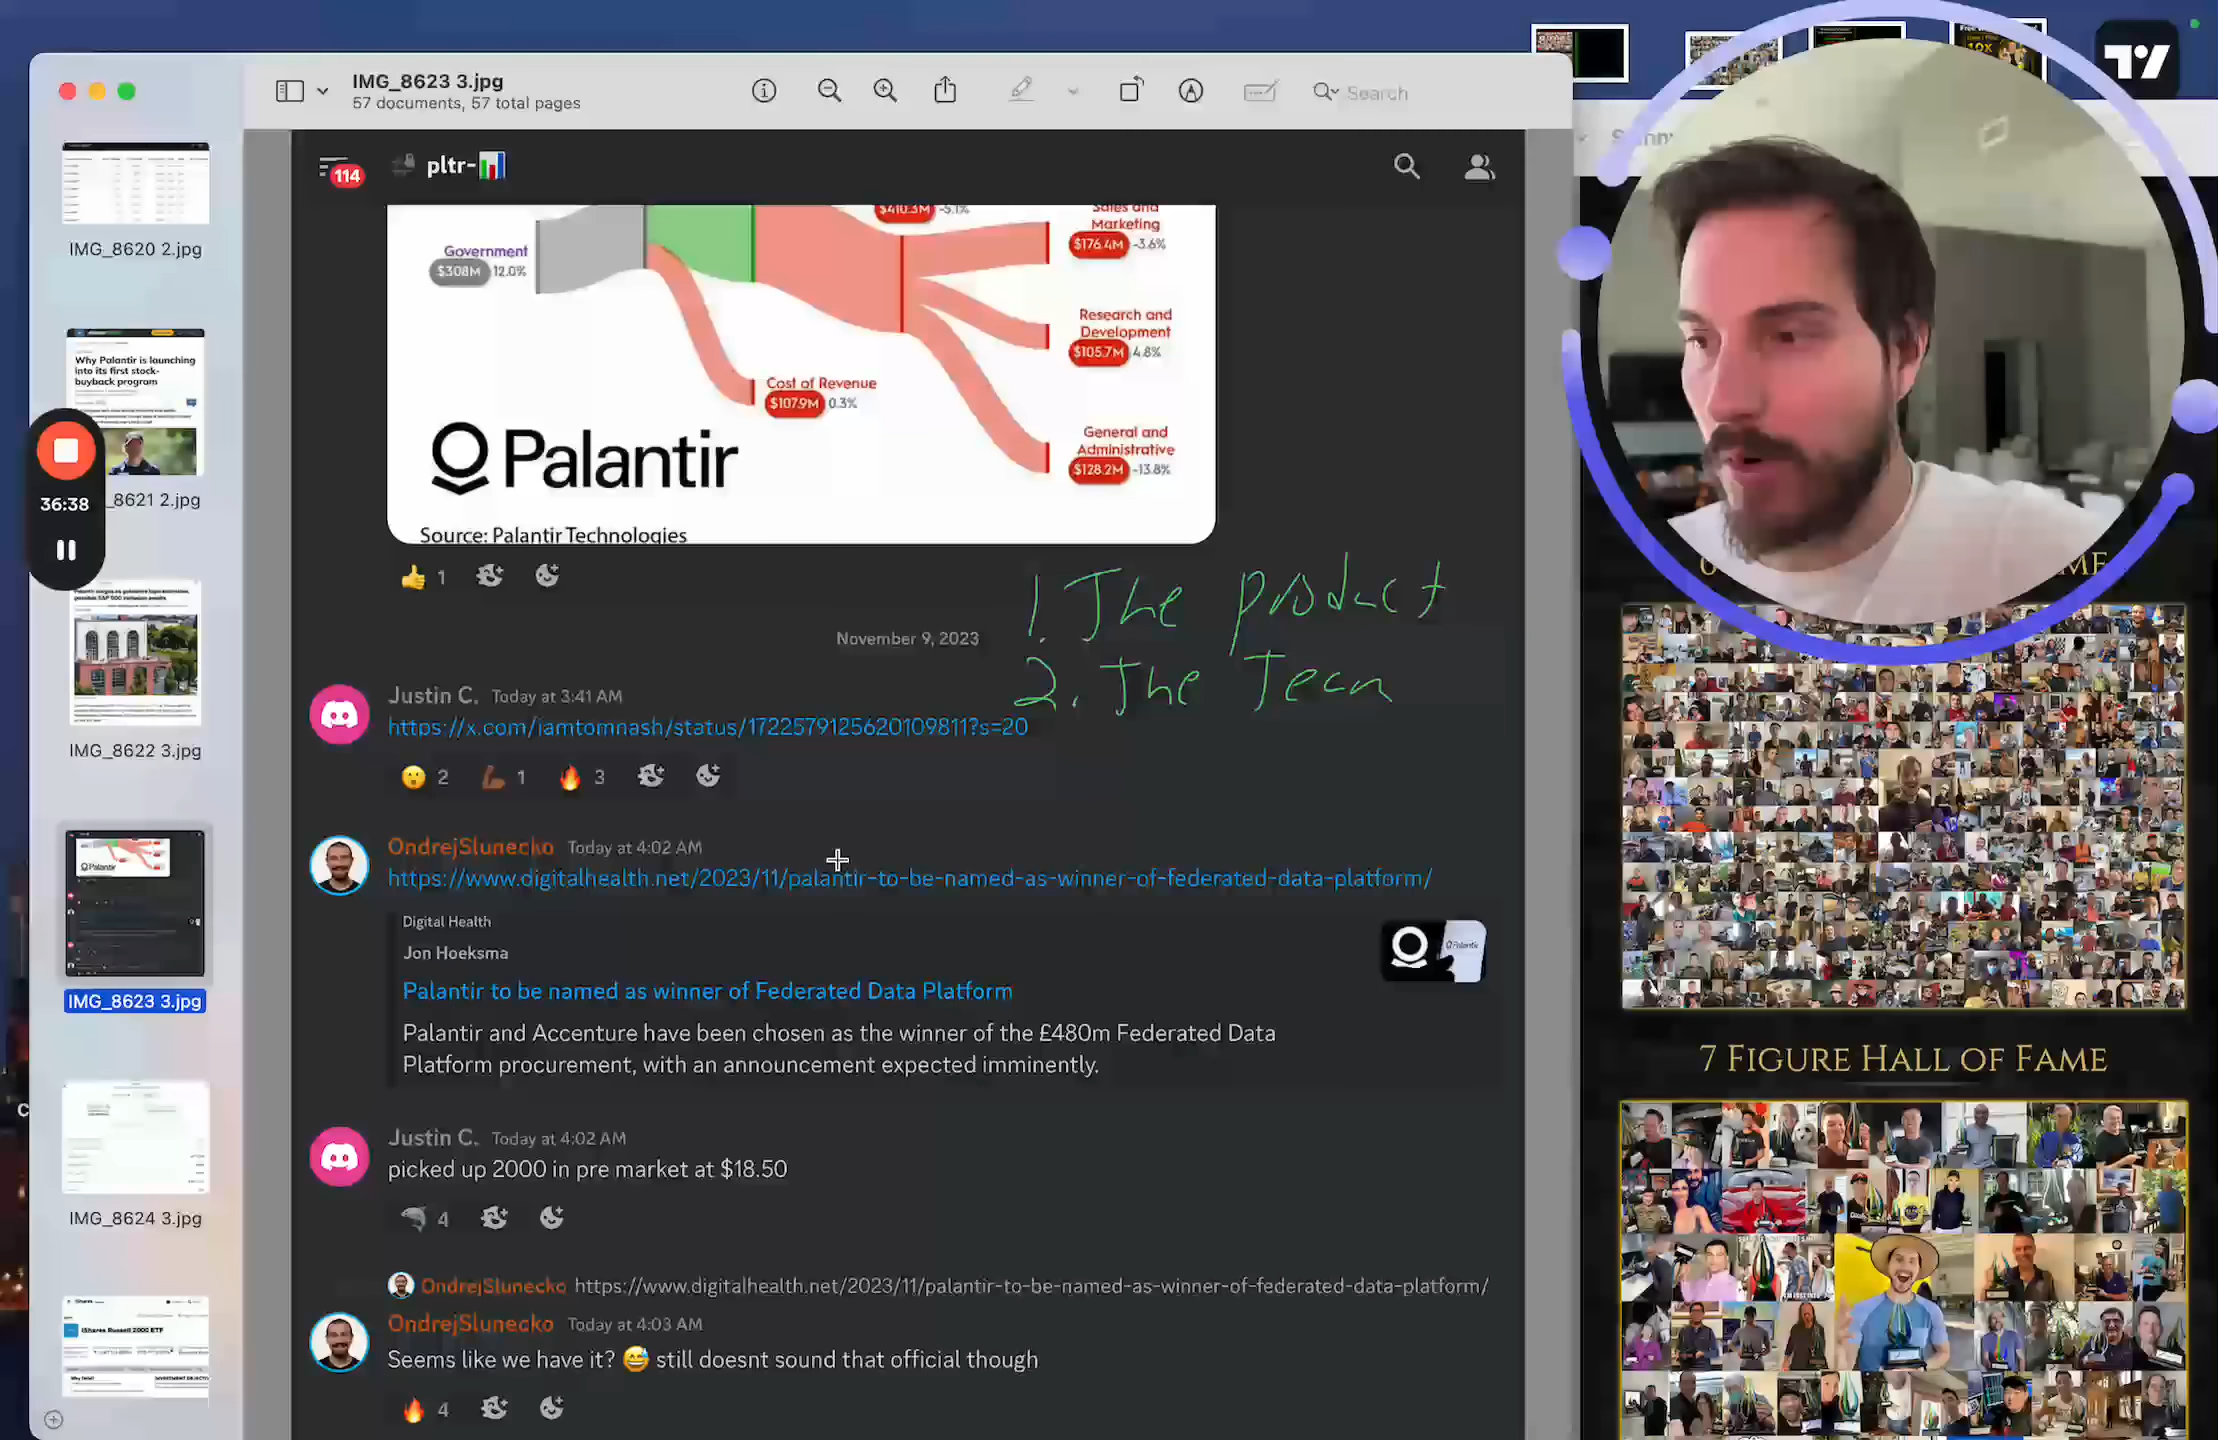 IMG_8623 3.jpg
57 documents, 57 total pages
Search
IMG_8620 2.jpg
Why Palantir is launching
into its first stock-
buyback program
_8621 2.jpg
36:38
IMG_8622 3.jpg
IMG_8623 3.jpg
IMG_8624 3.jpg
iShares Russell 2000 ETF
114
pltr-
$410.3M -5.1%
Sales and
Marketing
$176.4M -3.6%
Government
$308M 12.0%
Research and
Development
$105.7M 4.8%
Cost of Revenue
$107.9M 0.3%
General and
Administrative
$128.2M -13.8%
Palantir
Source: Palantir Technologies
1
1. The product
2. The Team
November 9, 2023
Justin C. Today at 3:41 AM
https://x.com/iamtomnash/status/1722579125620109811?s=20
2 1 3
OndrejSlunecko Today at 4:02 AM
https://www.digitalhealth.net/2023/11/palantir-to-be-named-as-winner-of-federated-data-platform/
Digital Health
Jon Hoeksma
Palantir to be named as winner of Federated Data Platform
Palantir and Accenture have been chosen as the winner of the £480m Federated Data
Platform procurement, with an announcement expected imminently.
Justin C. Today at 4:02 AM
picked up 2000 in pre market at $18.50
4
OndrejSlunecko https://www.digitalhealth.net/2023/11/palantir-to-be-named-as-winner-of-federated-data-platform/
OndrejSlunecko Today at 4:03 AM
Seems like we have it? 😅 still doesnt sound that official though
4
7 FIGURE HALL OF FAME